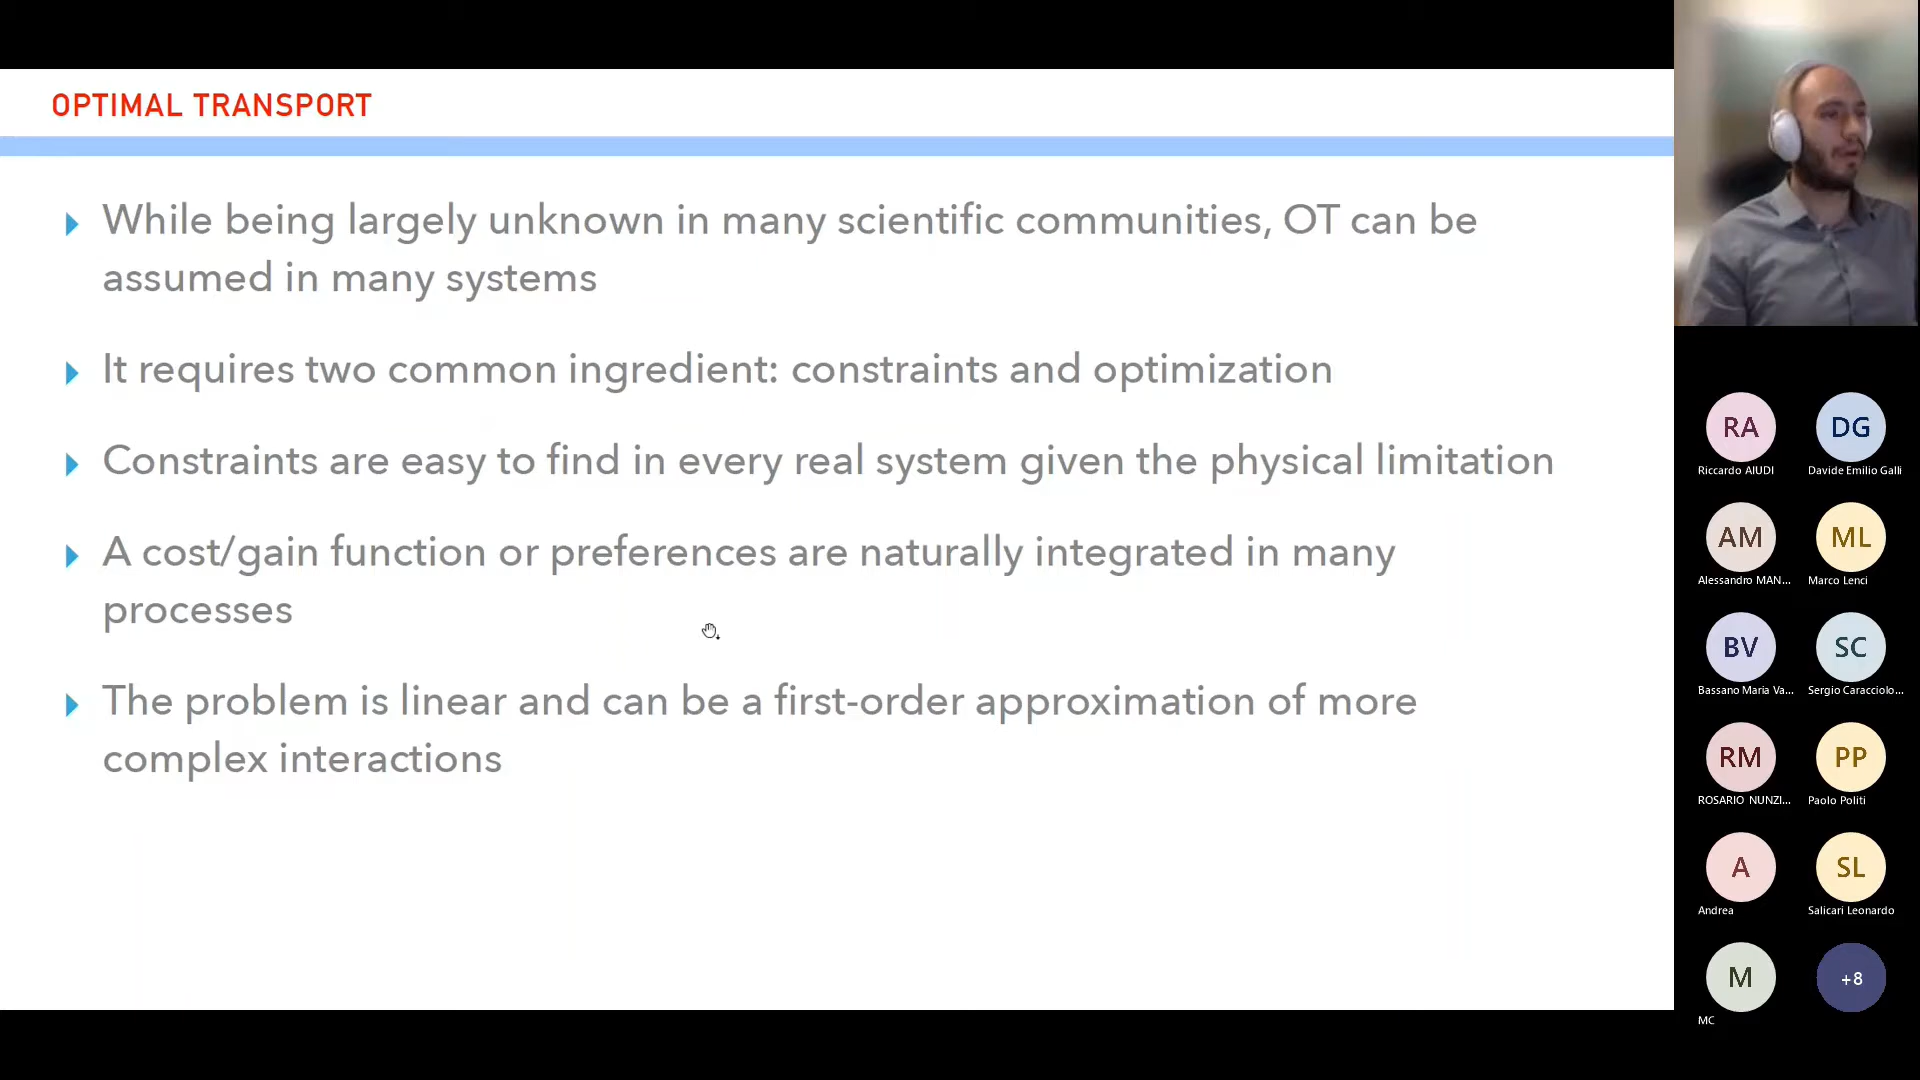 OPTIMAL TRANSPORT
While being largely unknown in many scientific communities, OT can be
assumed in many systems
It requires two common ingredient: constraints and optimization
Constraints are easy to find in every real system given the physical limitation
A cost/gain function or preferences are naturally integrated in many
processes
The problem is linear and can be a first-order approximation of more
complex interactions
RA
Riccardo AIUDI
DG
Davide Emilio Galli
AM
Alessandro MAN...
ML
Marco Lenci
BV
Bassano Maria Va...
SC
Sergio Caracciolo...
RM
ROSARIO NUNZI...
PP
Paolo Politi
A
Andrea
SL
Salicari Leonardo
M
MC
+8